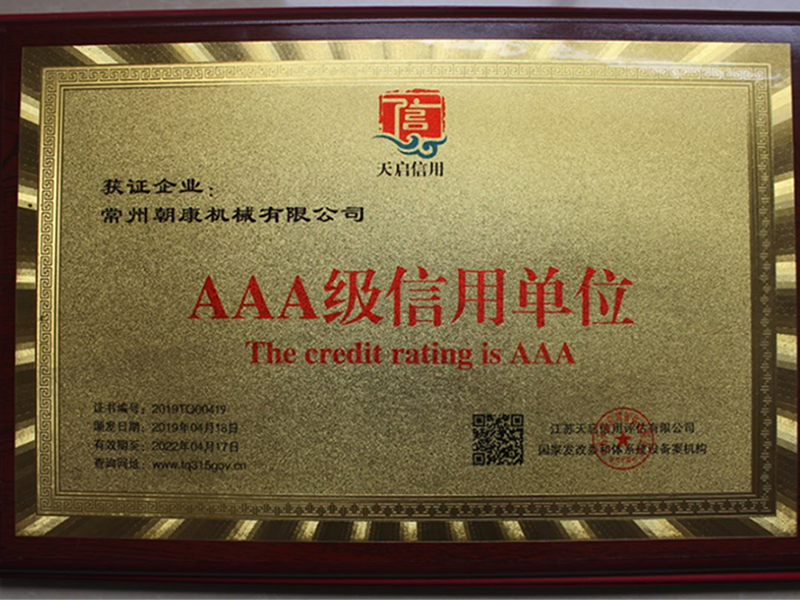 信
天启信用
获证企业：
常州朝康机械有限公司
AAA级信用单位
The credit rating is AAA
证书编号：2019TQ00419
颁发日期：2019年04月18日
有效期至：2022年04月17日
查询网址：www.tq315gov.cn
江苏天启信用评估有限公司
国家发改委和体系建设备案机构